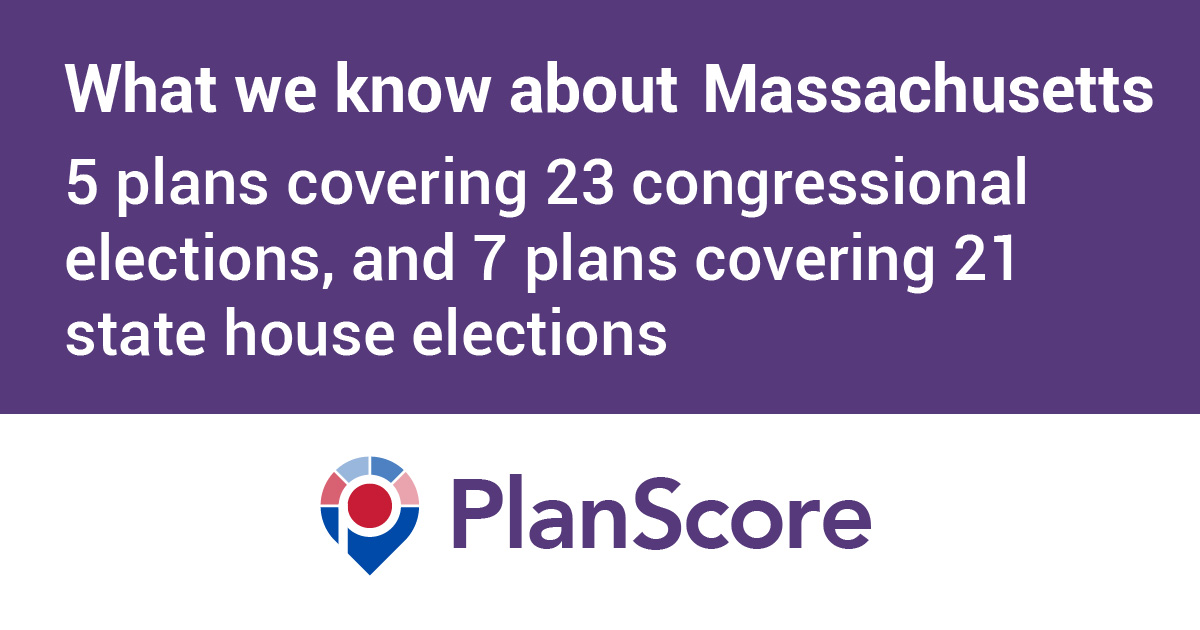 What we know about Massachusetts
5 plans covering 23 congressional
elections, and 7 plans covering 21
state house elections
PlanScore